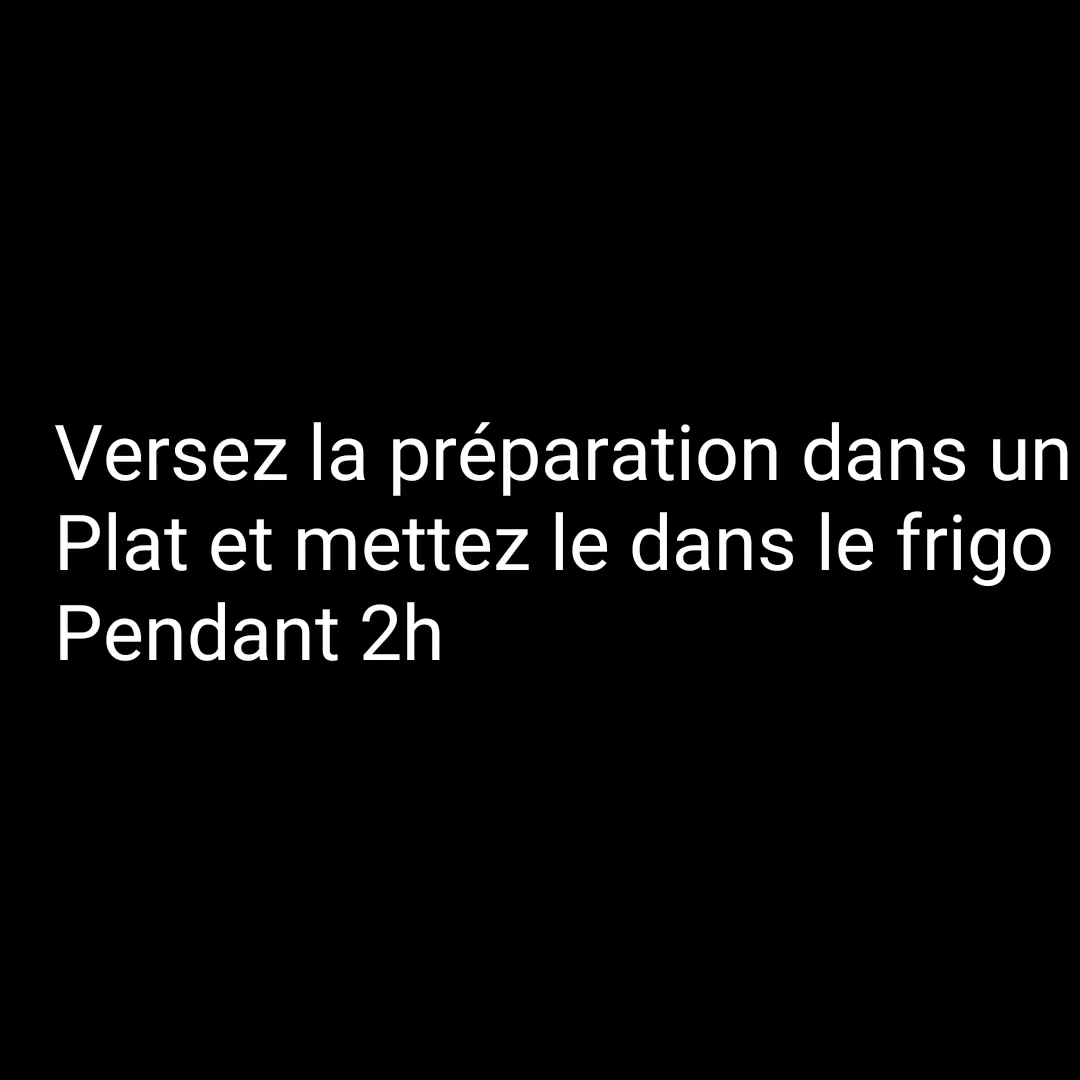 Versez la préparation dans un
Plat et mettez le dans le frigo
Pendant 2h